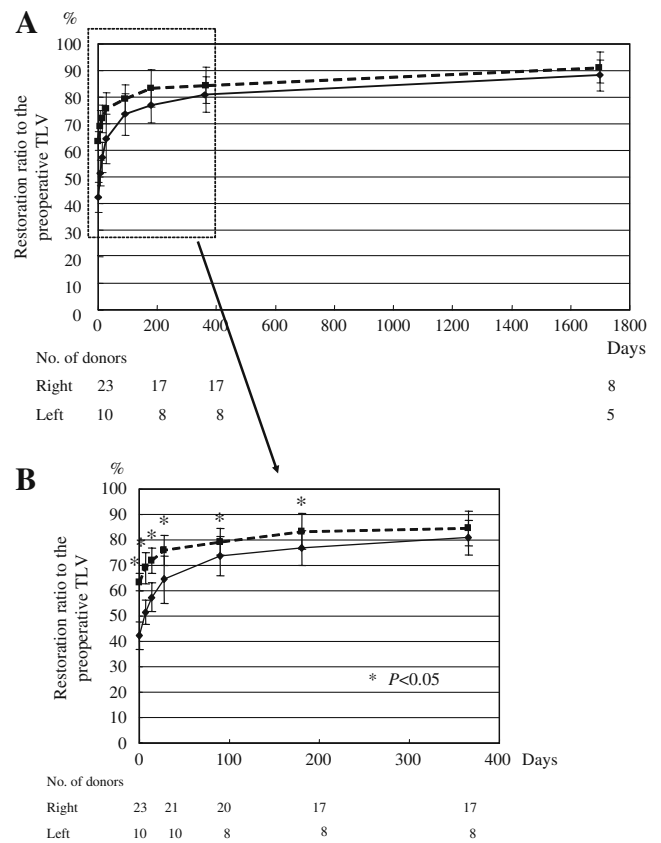 A
%
100
90
80
70
60
50
40
30
20
10
0
Restoration ratio to the
preoperative TLV
0 200 400 600 800 1000 1200 1400 1600 1800
Days
No. of donors
Right 23 17 17 8
Left 10 8 8 5
B
%
100
90
80
70
60
50
40
30
20
10
0
Restoration ratio to the
preoperative TLV
* * * * * *
* P<0.05
0 100 200 300 400 Days
No. of donors
Right 23 21 20 17 17
Left 10 10 8 8 8